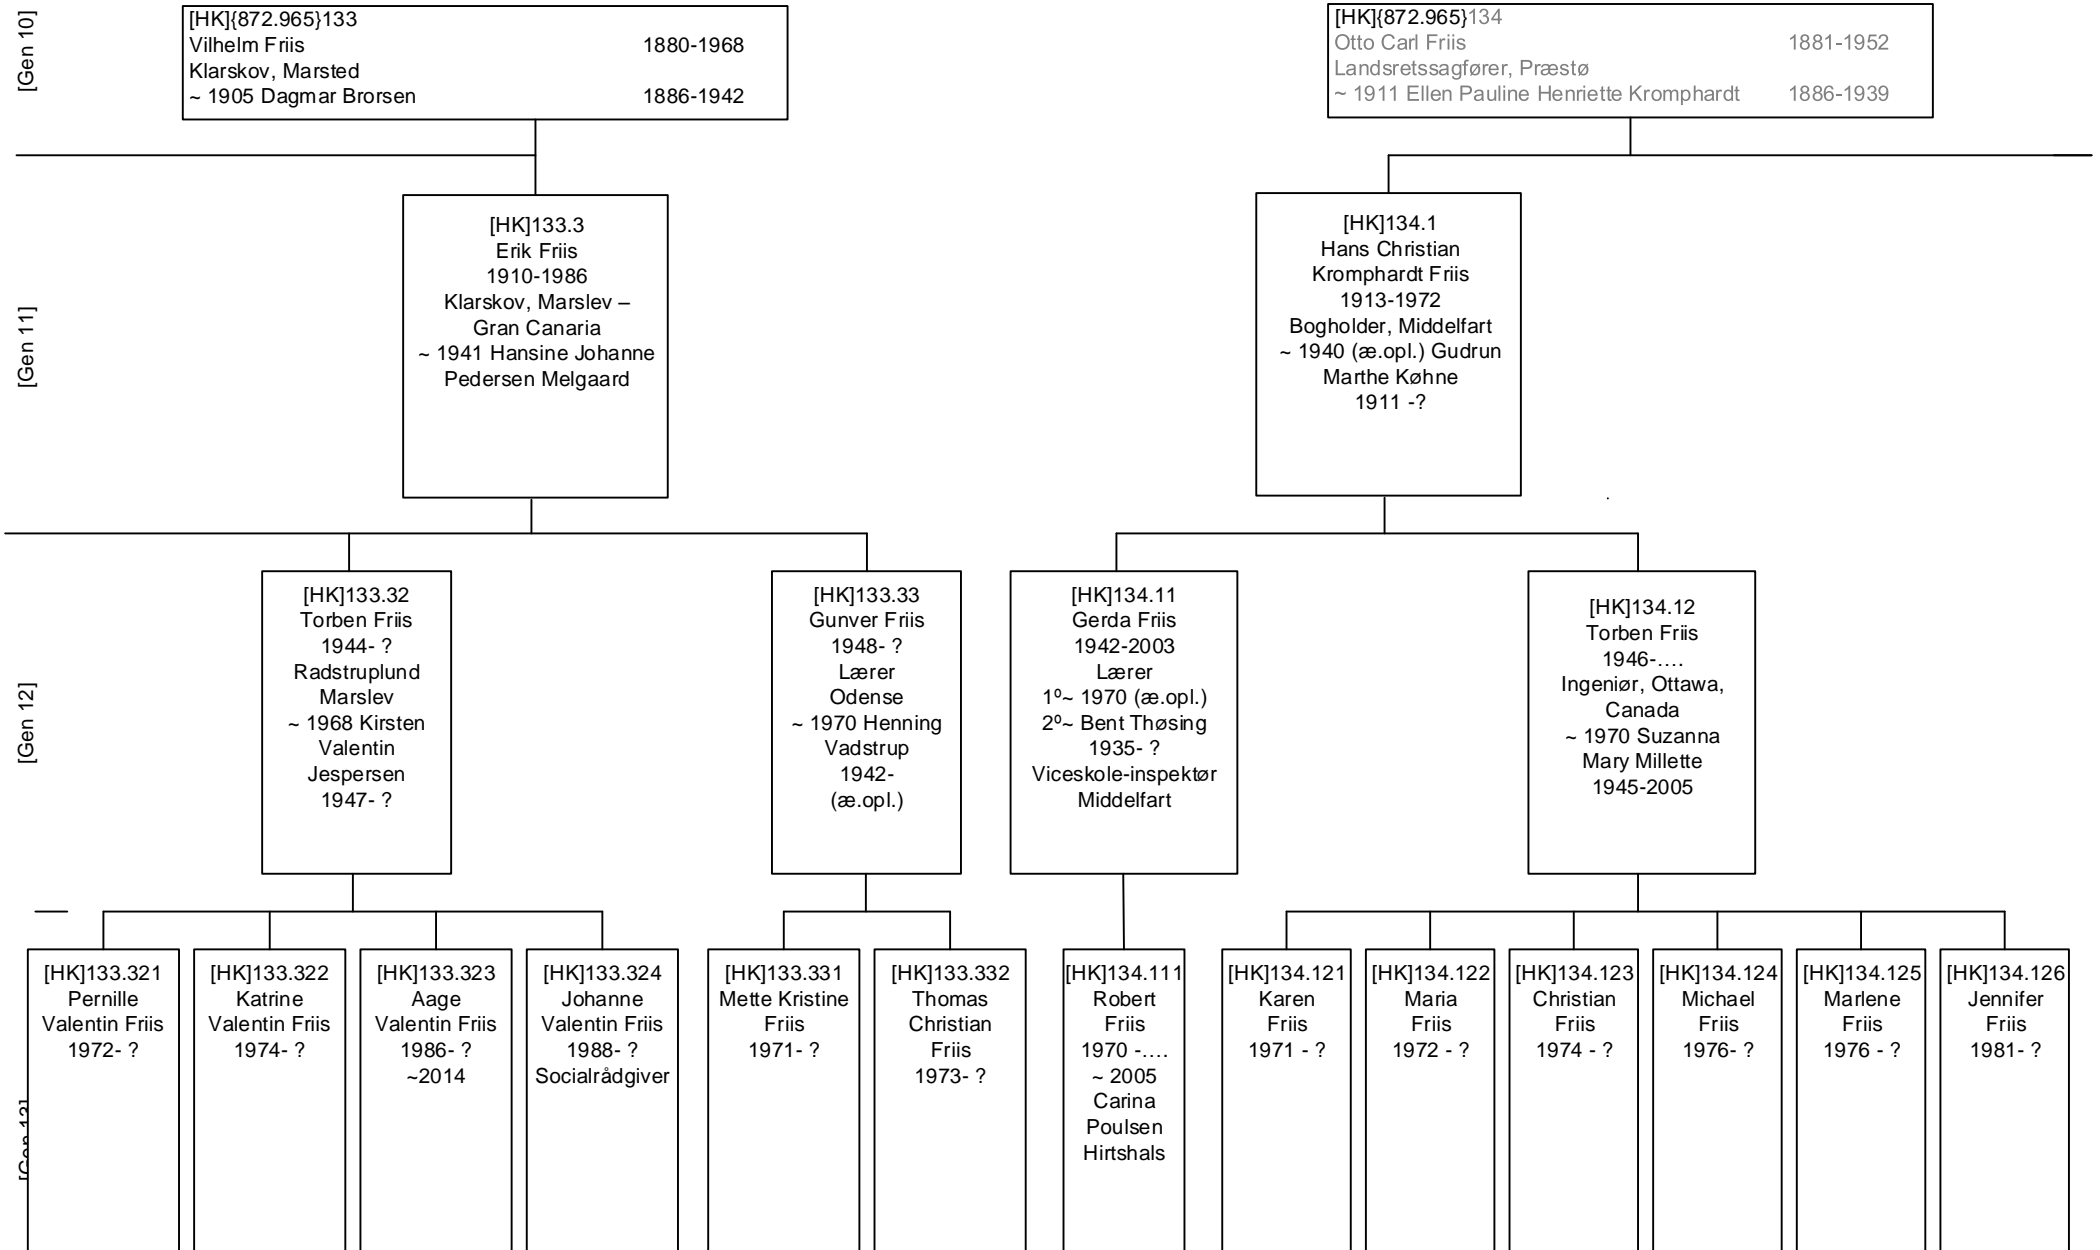 [Gen 10]
[HK]{872.965}133
Vilhelm Friis 1880-1968
Klarskov, Marsted
~ 1905 Dagmar Brorsen 1886-1942
[HK]{872.965}134
Otto Carl Friis 1881-1952
Landsretssagfører, Præstø
~ 1911 Ellen Pauline Henriette Kromphardt 1886-1939
[Gen 11]
[HK]133.3
Erik Friis
1910-1986
Klarskov, Marslev –
Gran Canaria
~ 1941 Hansine Johanne
Pedersen Melgaard
[HK]134.1
Hans Christian
Kromphardt Friis
1913-1972
Bogholder, Middelfart
~ 1940 (æ.opl.) Gudrun
Marthe Køhne
1911 -?
[Gen 12]
[HK]133.32
Torben Friis
1944- ?
Radstruplund
Marslev
~ 1968 Kirsten
Valentin
Jespersen
1947- ?
[HK]133.33
Gunver Friis
1948- ?
Lærer
Odense
~ 1970 Henning
Vadstrup
1942-
(æ.opl.)
[HK]134.11
Gerda Friis
1942-2003
Lærer
1º~ 1970 (æ.opl.)
2º~ Bent Thøsing
1935- ?
Viceskole-inspektør
Middelfart
[HK]134.12
Torben Friis
1946-....
Ingeniør, Ottawa,
Canada
~ 1970 Suzanna
Mary Millette
1945-2005
[Gen 13]
[HK]133.321
Pernille
Valentin Friis
1972- ?
[HK]133.322
Katrine
Valentin Friis
1974- ?
[HK]133.323
Aage
Valentin Friis
1986- ?
~2014
[HK]133.324
Johanne
Valentin Friis
1988- ?
Socialrådgiver
[HK]133.331
Mette Kristine
Friis
1971- ?
[HK]133.332
Thomas
Christian
Friis
1973- ?
[HK]134.111
Robert
Friis
1970 -....
~ 2005
Carina
Poulsen
Hirtshals
[HK]134.121
Karen
Friis
1971 - ?
[HK]134.122
Maria
Friis
1972 - ?
[HK]134.123
Christian
Friis
1974 - ?
[HK]134.124
Michael
Friis
1976- ?
[HK]134.125
Marlene
Friis
1976 - ?
[HK]134.126
Jennifer
Friis
1981- ?